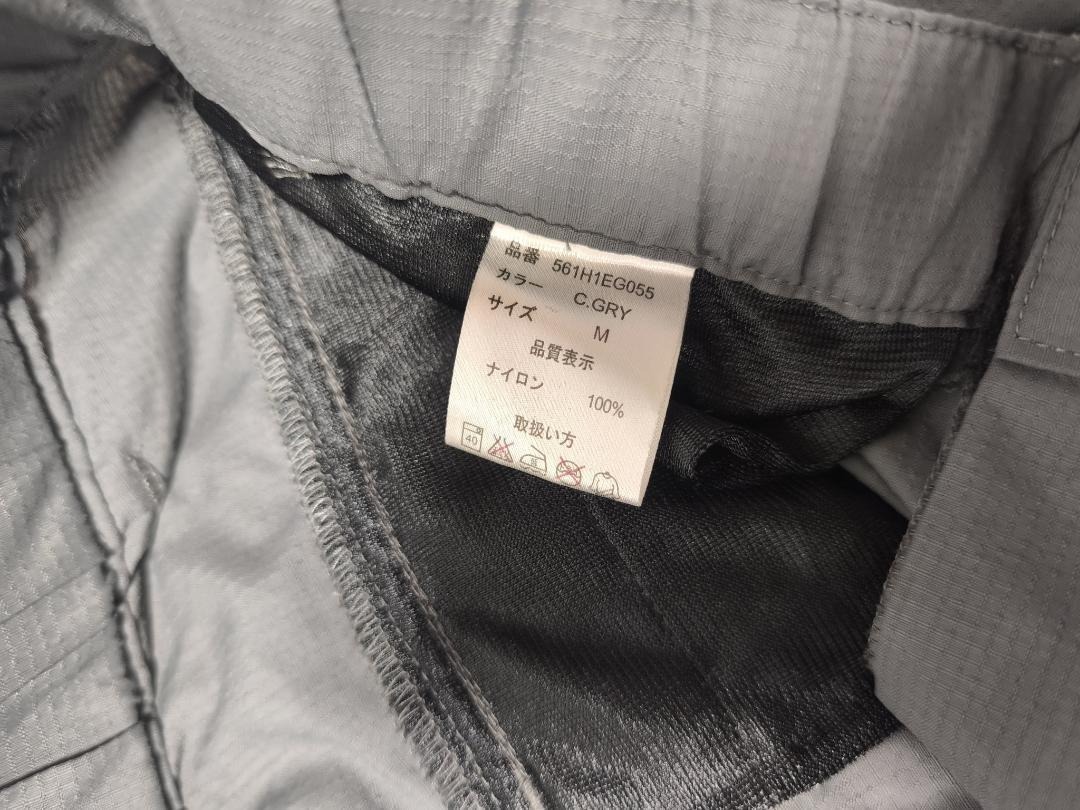 品番 561H1EG055
カラー C.GRY
サイズ M
品質表示
ナイロン 100%
取扱い方
40